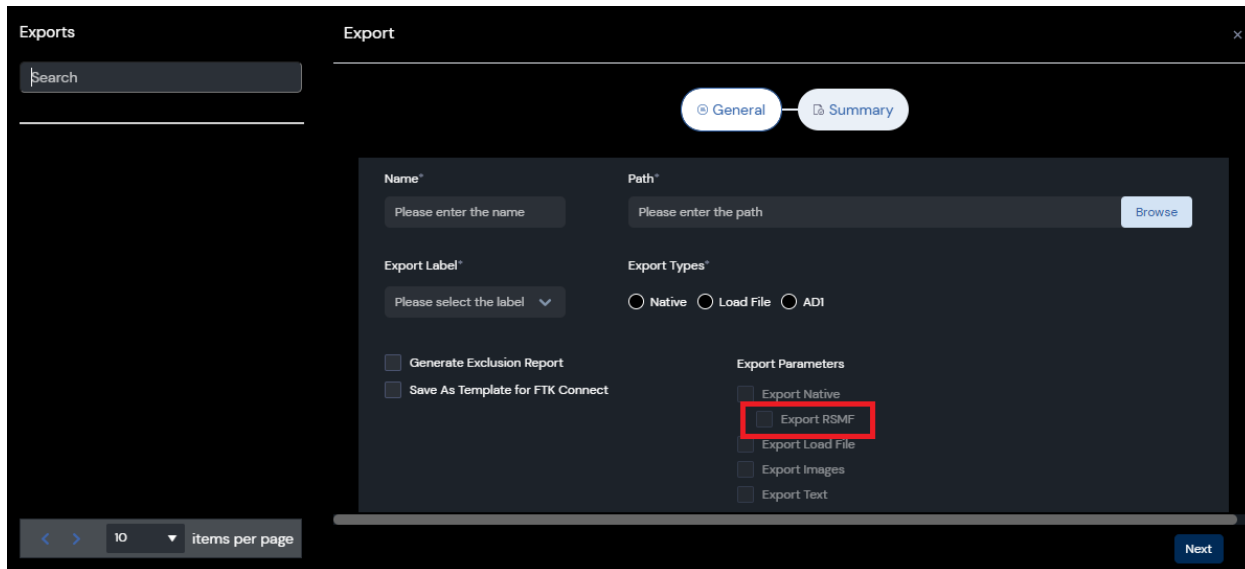 Exports
Search
10 items per page
Export
General Summary
Name* Path*
Please enter the name Please enter the path Browse
Export Label* Export Types*
Please select the label Native Load File AD1
Generate Exclusion Report
Save As Template for FTK Connect
Export Parameters
Export Native
Export RSMF
Export Load File
Export Images
Export Text
Next